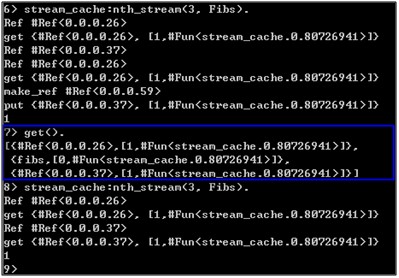 6> stream_cache:nth_stream(3, Fibs).
Ref #Ref<0.0.0.26>
get {#Ref<0.0.0.26>, [1,#Fun<stream_cache.0.80726941>]}
Ref #Ref<0.0.0.37>
Ref #Ref<0.0.0.26>
get {#Ref<0.0.0.26>, [1,#Fun<stream_cache.0.80726941>]}
make_ref #Ref<0.0.0.59>
put {#Ref<0.0.0.37>, [1,#Fun<stream_cache.0.80726941>]}
1
7> get().
[{#Ref<0.0.0.26>,[1,#Fun<stream_cache.0.80726941>]},
{fibs,[0,#Fun<stream_cache.0.80726941>]},
{#Ref<0.0.0.37>,[1,#Fun<stream_cache.0.80726941>]}]
8> stream_cache:nth_stream(3, Fibs).
Ref #Ref<0.0.0.26>
get {#Ref<0.0.0.26>, [1,#Fun<stream_cache.0.80726941>]}
Ref #Ref<0.0.0.37>
get {#Ref<0.0.0.37>, [1,#Fun<stream_cache.0.80726941>]}
1
9>